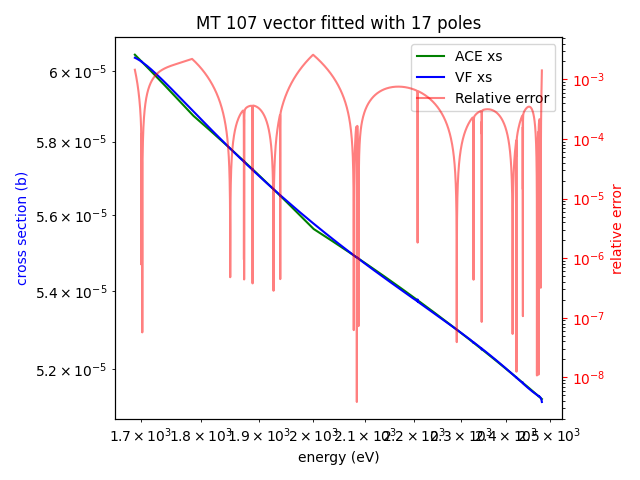 MT 107 vector fitted with 17 poles
ACE xs
VF xs
Relative error
6 × 10⁻⁵
5.8 × 10⁻⁵
5.6 × 10⁻⁵
5.4 × 10⁻⁵
5.2 × 10⁻⁵
cross section (b)
10⁻³
10⁻⁴
10⁻⁵
10⁻⁶
10⁻⁷
10⁻⁸
relative error
1.7 × 10³ 1.8 × 10³ 1.9 × 10³ 2 × 10³ 2.1 × 10³ 2.2 × 10³ 2.3 × 10³ 2.4 × 10³ 2.5 × 10³
energy (eV)